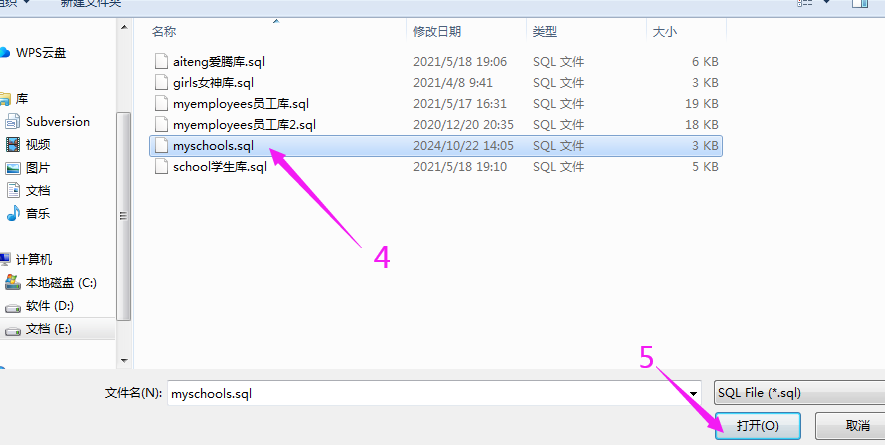 组织 新建文件夹
名称 修改日期 类型 大小
WPS云盘
库
Subversion
视频
图片
文档
音乐
计算机
本地磁盘 (C:)
软件 (D:)
文档 (E:)
aiteng爱腾库.sql 2021/5/18 19:06 SQL 文件 6 KB
girls女神库.sql 2021/4/8 9:41 SQL 文件 3 KB
myemployees员工库.sql 2021/5/17 16:31 SQL 文件 19 KB
myemployees员工库2.sql 2020/12/20 20:35 SQL 文件 18 KB
myschools.sql 2024/10/22 14:05 SQL 文件 3 KB
school学生库.sql 2021/5/18 19:10 SQL 文件 5 KB
4
5
文件名(N): myschools.sql SQL File (*.sql)
打开(O) 取消